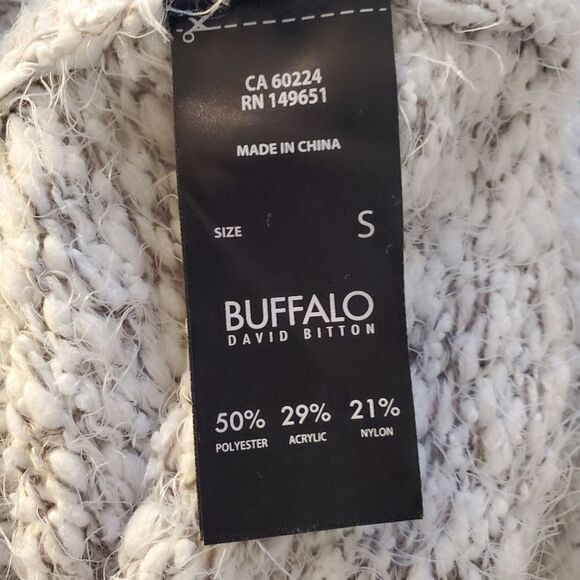 CA 60224
RN 149651
MADE IN CHINA
SIZE S
BUFFALO
DAVID BITTON
50% 29% 21%
POLYESTER ACRYLIC NYLON